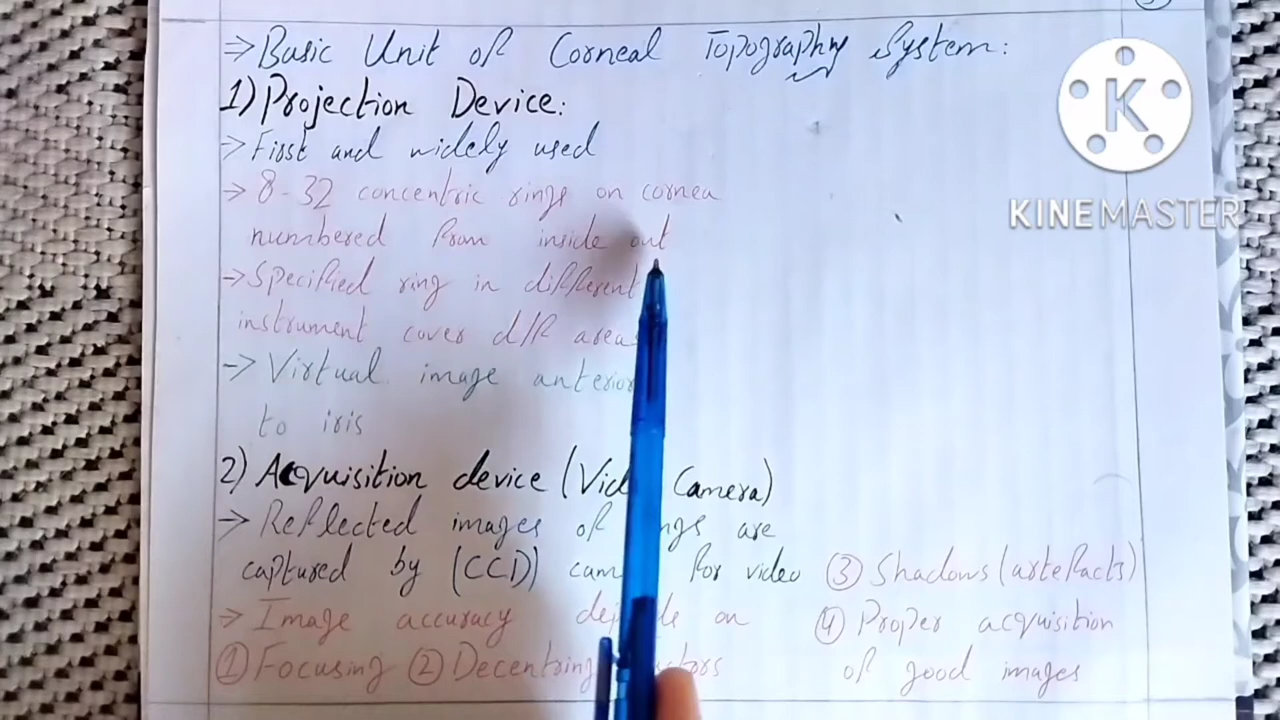 ⇒ Basic Unit of Corneal Topography System:
1) Projection Device:
→ First and widely used
→ 8-32 concentric rings on cornea
numbered from inside out
→ Specified ring in different
instrument cover d/f areas
→ Virtual image anterior
to iris
2) Acquisition device (Vid Camera)
→ Reflected images of are
captured by (CCD) cam for video
→ Image accuracy on
① Focusing ② Decentring
③ Shadows (artefacts)
④ Proper acquisition
of good images
K
KINEMASTER